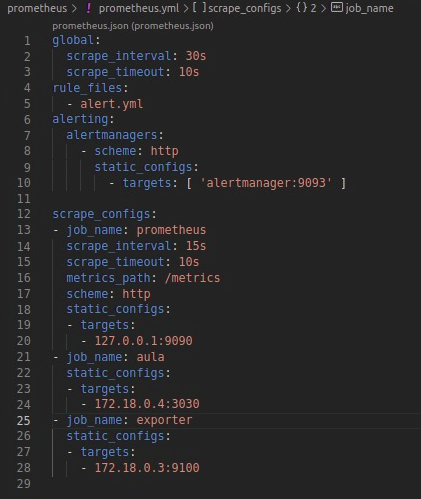 prometheus > ! prometheus.yml > [ ] scrape_configs > {} 2 > abc job_name
prometheus.json (prometheus.json)
1 global:
2   scrape_interval: 30s
3   scrape_timeout: 10s
4 rule_files:
5   - alert.yml
6 alerting:
7   alertmanagers:
8     - scheme: http
9       static_configs:
10         - targets: [ 'alertmanager:9093' ]
11
12 scrape_configs:
13 - job_name: prometheus
14   scrape_interval: 15s
15   scrape_timeout: 10s
16   metrics_path: /metrics
17   scheme: http
18   static_configs:
19   - targets:
20     - 127.0.0.1:9090
21 - job_name: aula
22   static_configs:
23   - targets:
24     - 172.18.0.4:3030
25 - job_name: exporter
26   static_configs:
27   - targets:
28     - 172.18.0.3:9100
29